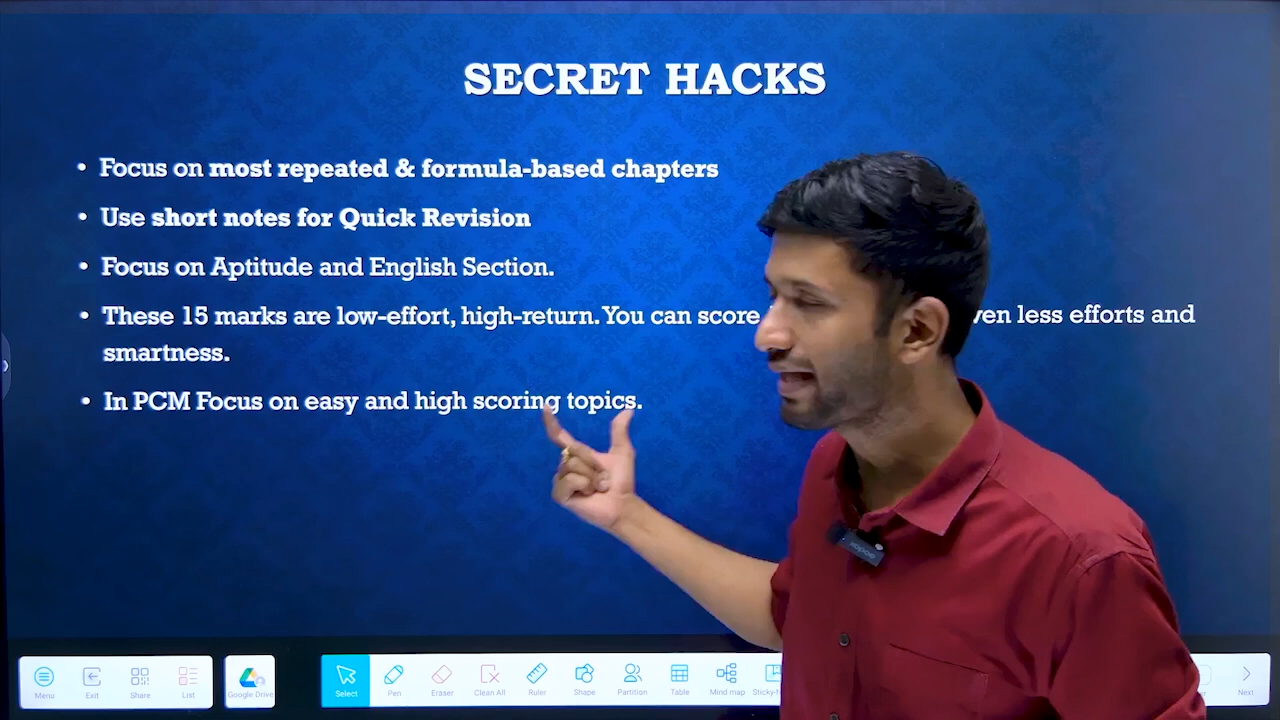 SECRET HACKS
• Focus on most repeated & formula-based chapters
• Use short notes for Quick Revision
• Focus on Aptitude and English Section.
• These 15 marks are low-effort, high-return. You can score less efforts and
smartness.
• In PCM Focus on easy and high scoring topics.
Menu Exit Share List Google Drive Select Pen Eraser Clean All Ruler Shape Partition Table Mind map Next